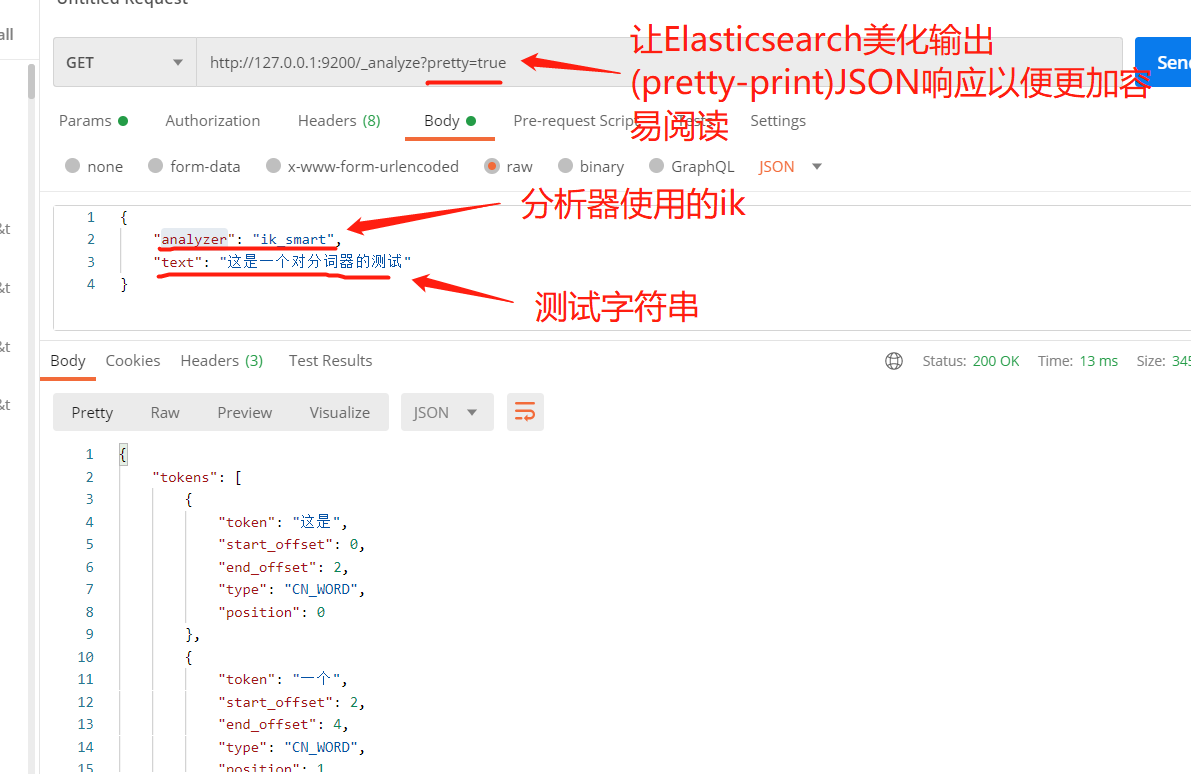 Untitled Request
all
GET
http://127.0.0.1:9200/_analyze?pretty=true
让Elasticsearch美化输出
(pretty-print)JSON响应以便更加容
易阅读
Send
Params
Authorization
Headers (8)
Body
Pre-request Script
Tests
Settings
none
form-data
x-www-form-urlencoded
raw
binary
GraphQL
JSON
分析器使用的ik
1 {
2 "analyzer": "ik_smart",
3 "text": "这是一个对分词器的测试"
4 }
测试字符串
&t
&t
&t
&t
Body
Cookies
Headers (3)
Test Results
Status: 200 OK
Time: 13 ms
Size: 345
Pretty
Raw
Preview
Visualize
JSON
1 {
2 "tokens": [
3 {
4 "token": "这是",
5 "start_offset": 0,
6 "end_offset": 2,
7 "type": "CN_WORD",
8 "position": 0
9 },
10 {
11 "token": "一个",
12 "start_offset": 2,
13 "end_offset": 4,
14 "type": "CN_WORD",
15 "position": 1